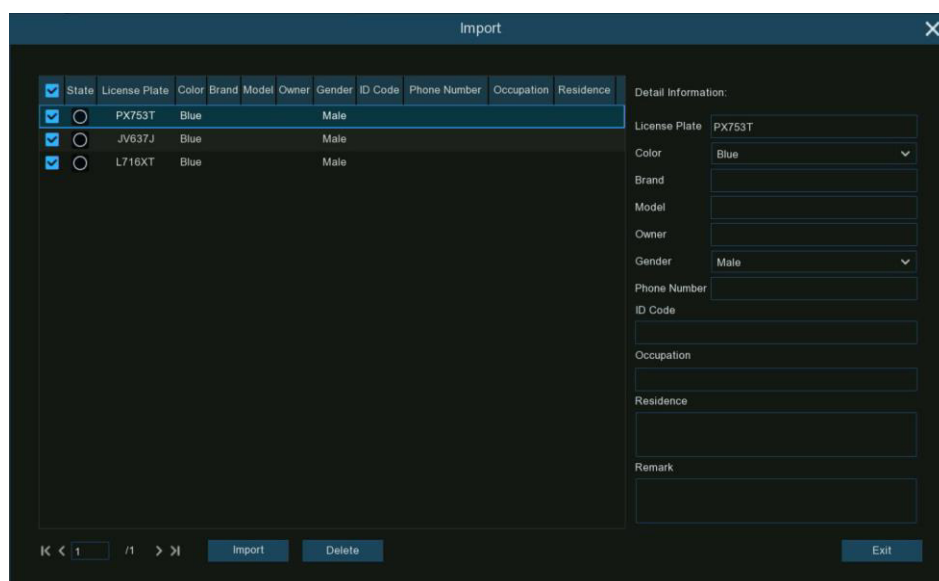 Import
State License Plate Color Brand Model Owner Gender ID Code Phone Number Occupation Residence
PX753T Blue Male
JV637J Blue Male
L716XT Blue Male
Detail Information:
License Plate PX753T
Color Blue
Brand
Model
Owner
Gender Male
Phone Number
ID Code
Occupation
Residence
Remark
1 /1 Import Delete Exit